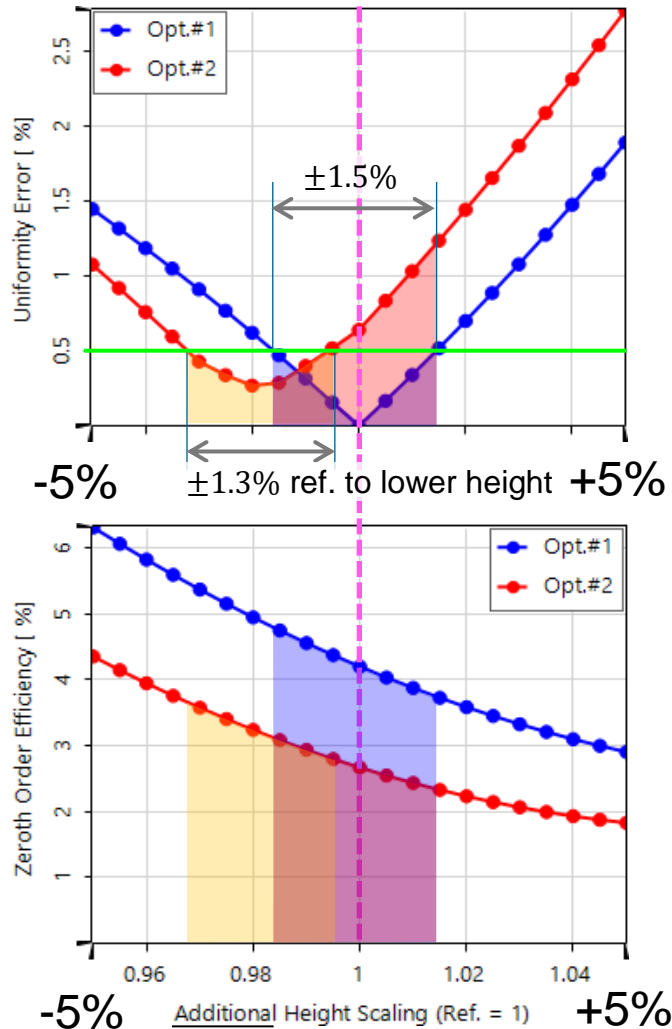 Opt.#1
Opt.#2
2.5
2
1.5
1
0.5
Uniformity Error [ %]
±1.5%
±1.3% ref. to lower height
-5%
+5%
Opt.#1
Opt.#2
6
5
4
3
2
1
Zeroth Order Efficiency [ %]
0.96
0.98
1
1.02
1.04
-5%
Additional Height Scaling (Ref. = 1)
+5%